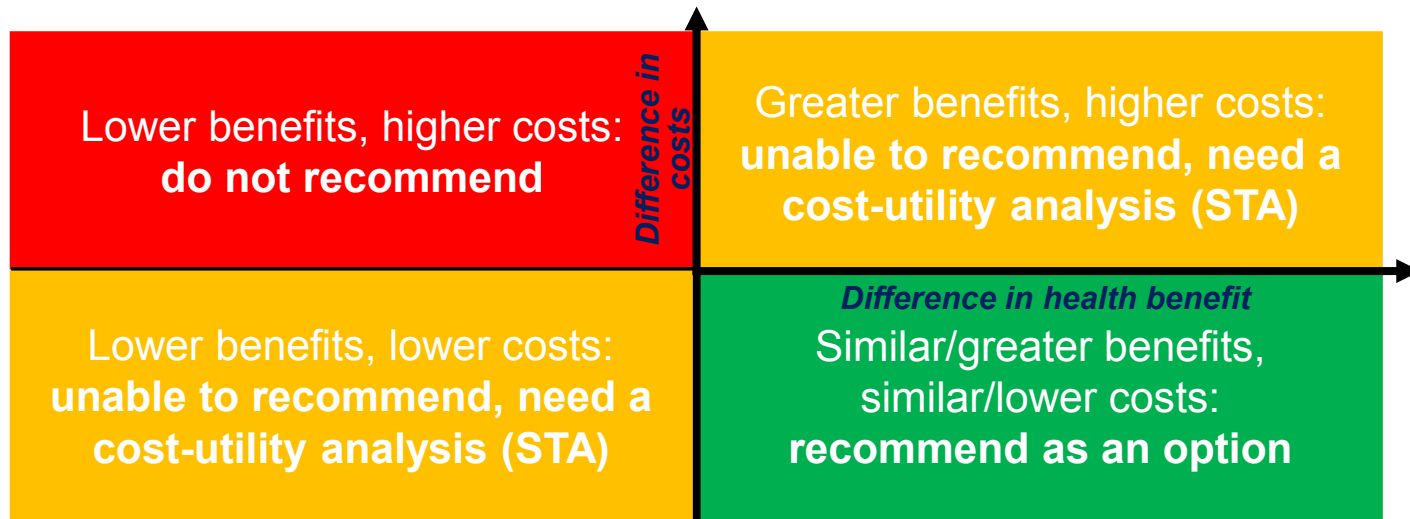 Lower benefits, higher costs:
do not recommend
Difference in
costs
Greater benefits, higher costs:
unable to recommend, need a
cost-utility analysis (STA)
Lower benefits, lower costs:
unable to recommend, need a
cost-utility analysis (STA)
Difference in health benefit
Similar/greater benefits,
similar/lower costs:
recommend as an option